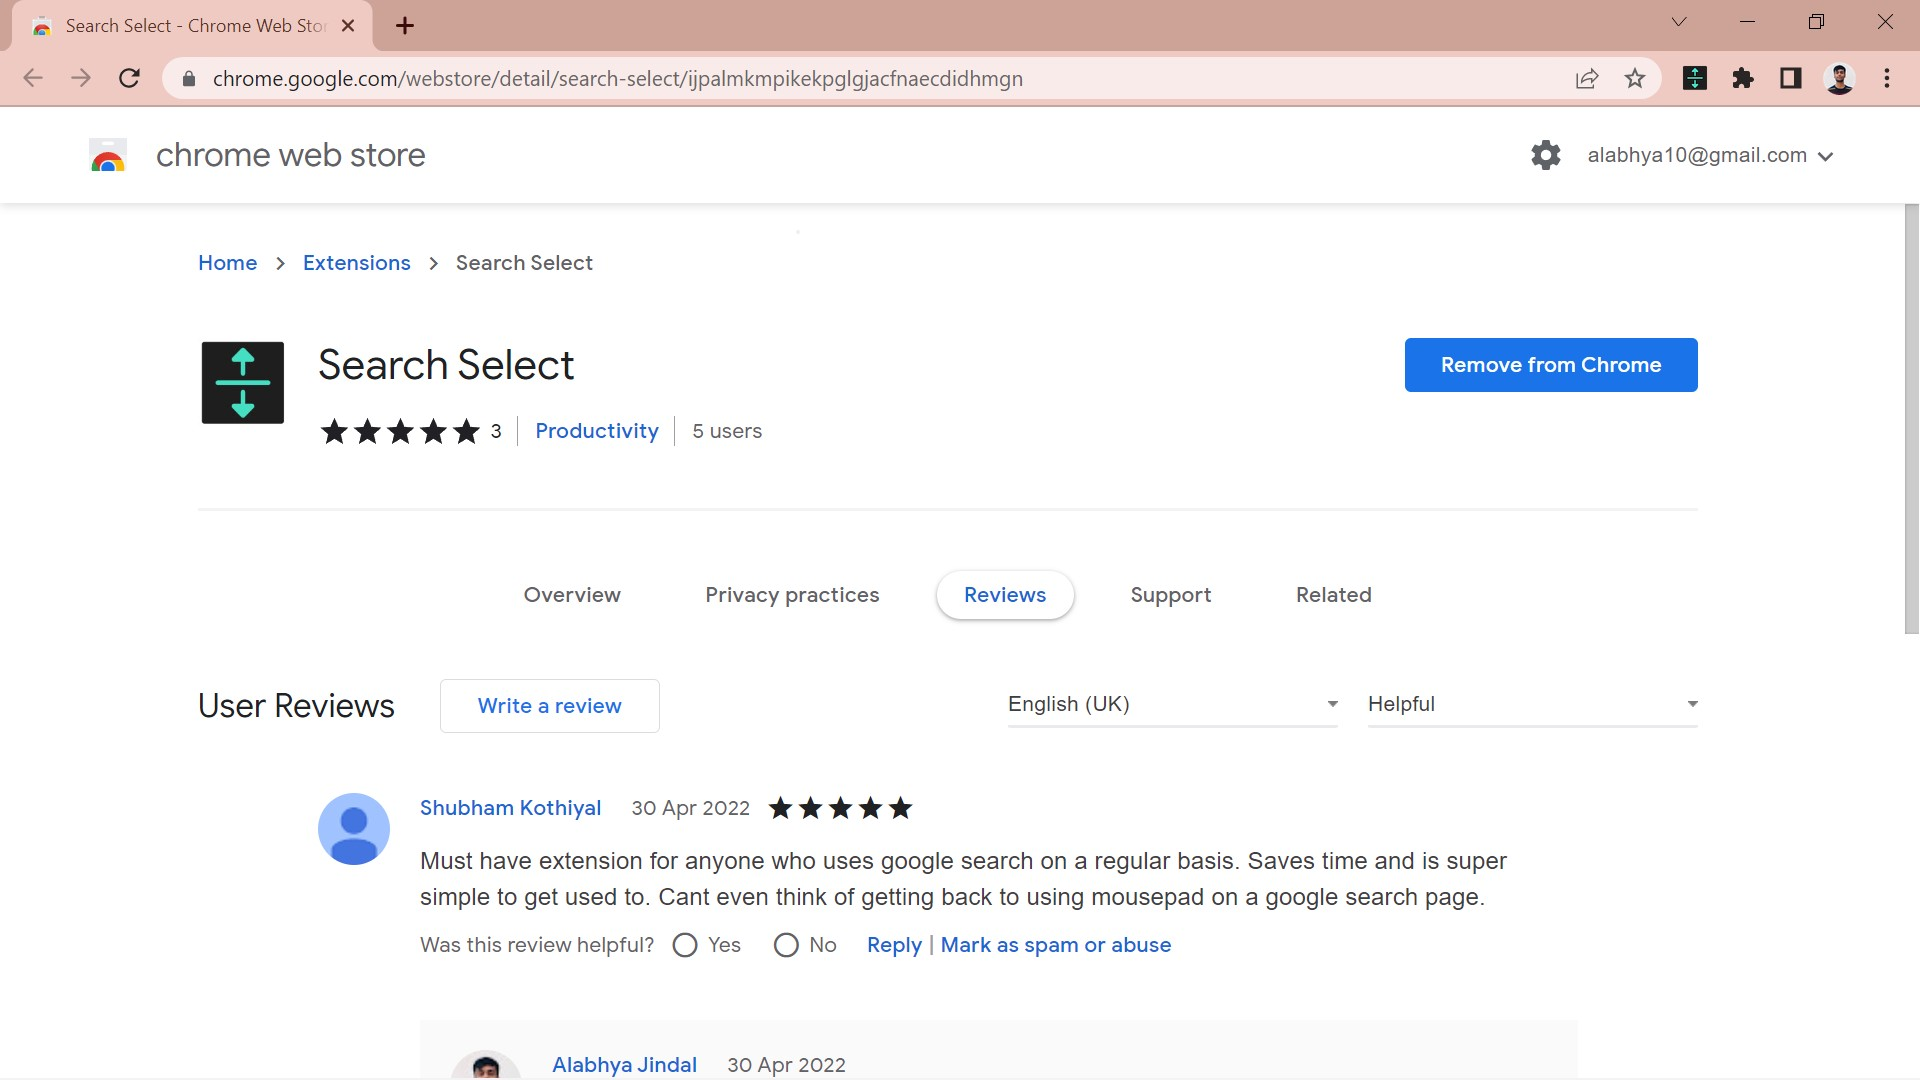 Search Select - Chrome Web Stor
chrome.google.com/webstore/detail/search-select/ijpalmkmpikekpglgjacfnaecdidhmgn
chrome web store
alabhya10@gmail.com
Home > Extensions > Search Select
Search Select
Remove from Chrome
3 | Productivity | 5 users
Overview Privacy practices Reviews Support Related
User Reviews Write a review English (UK) Helpful
Shubham Kothiyal 30 Apr 2022
Must have extension for anyone who uses google search on a regular basis. Saves time and is super
simple to get used to. Cant even think of getting back to using mousepad on a google search page.
Was this review helpful? Yes No Reply | Mark as spam or abuse
Alabhya Jindal 30 Apr 2022